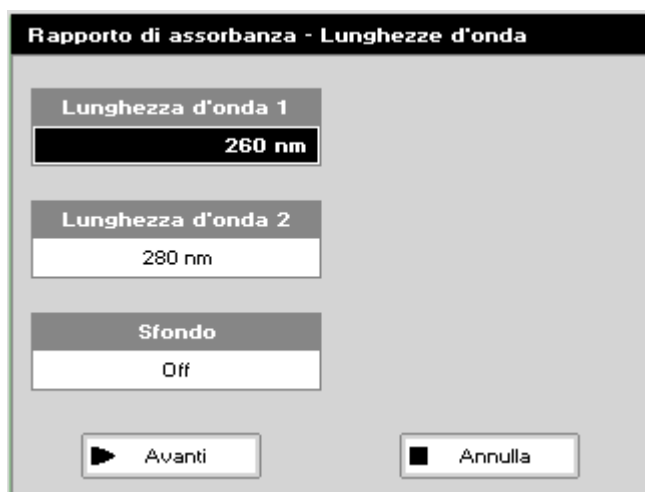 Rapporto di assorbanza - Lunghezze d'onda
Lunghezza d'onda 1
260 nm
Lunghezza d'onda 2
280 nm
Sfondo
Off
Avanti
Annulla